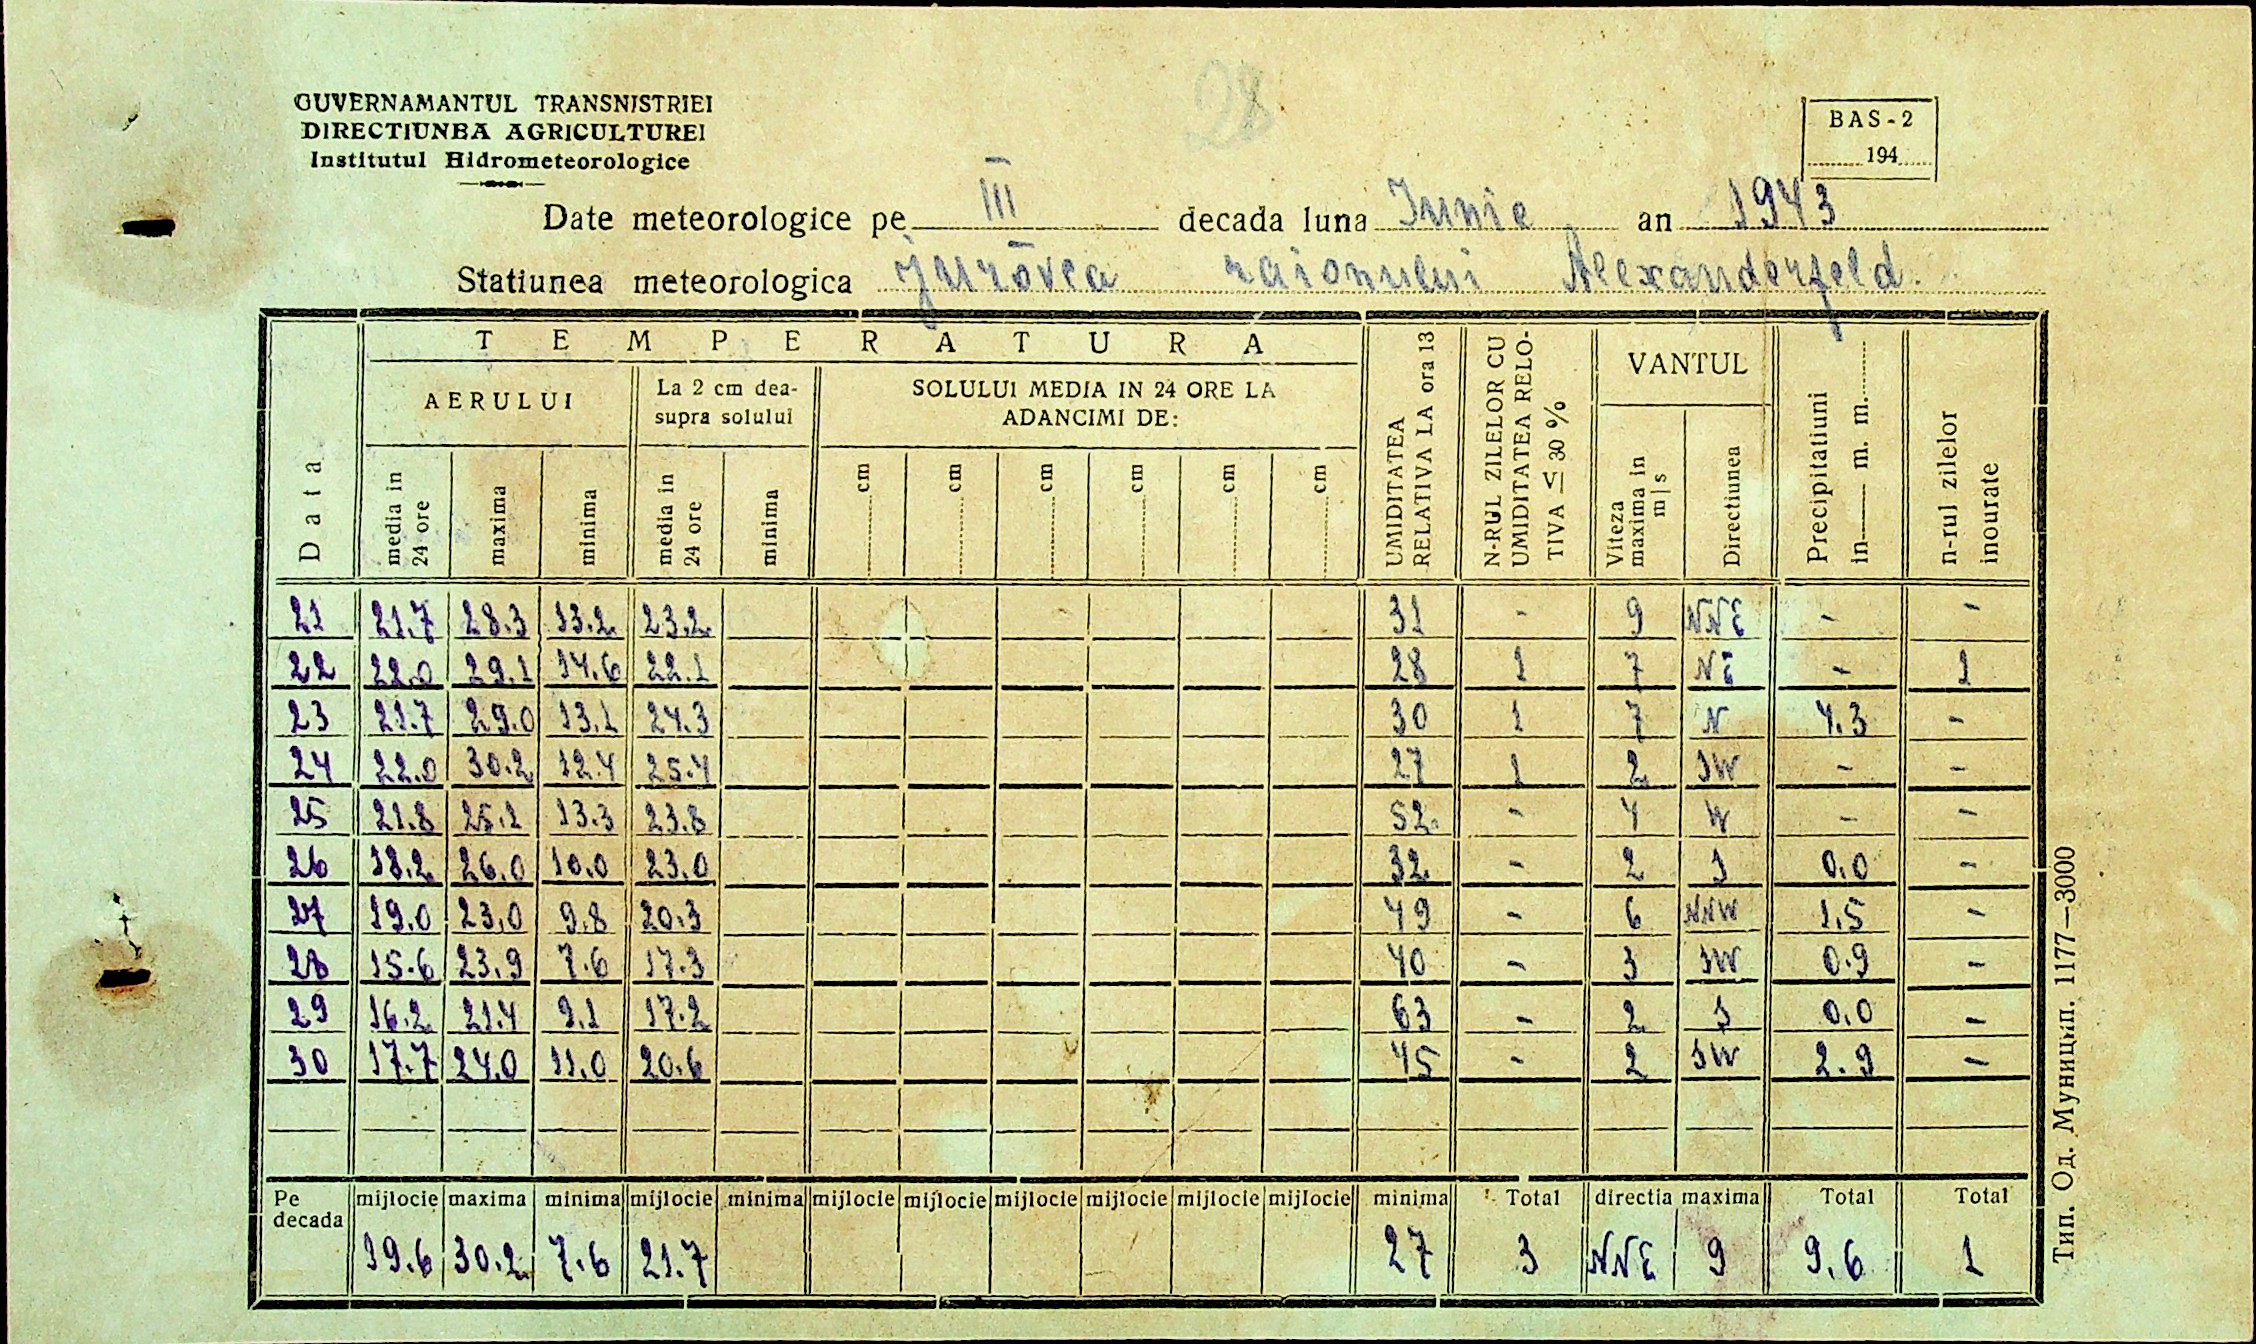 28
GUVERNAMANTUL TRANSNISTRIEI
DIRECTIUNEA AGRICULTUREI
Institutul Hidrometeorologice
BAS-2
194
Date meteorologice pe III decada luna Iunie an 1943
Statiunea meteorologica raionului Alexanderfeld.
Data
TEMPERATURA
AERULUI
La 2 cm dea-
supra solului
SOLULUI MEDIA IN 24 ORE LA
ADANCIMI DE:
media in
24 ore
maxima
minima
media in
24 ore
minima
cm cm cm cm cm cm
UMIDITATEA
RELATIVA LA ora 13
N-RUL ZILELOR CU
UMIDITATEA RELO-
TIVA ≤ 30 %
VANTUL
Viteza
maxima in
m|s
Directiunea
Precipitatiuni
in m. m.
n-rul zilelor
inourate
21 21.7 28.3 13.2 23.2 31 - 9 NNE - -
22 22.0 29.1 14.6 22.1 28 1 7 NE - 1
23 21.7 29.0 13.1 24.3 30 1 7 N 4.3 -
24 22.0 30.2 12.4 25.4 27 1 2 SW - -
25 21.8 25.1 13.3 23.8 52 - 4 W - -
26 18.2 26.0 10.0 23.0 32 - 2 S 0.0 -
27 19.0 23.0 9.8 20.3 49 - 6 NNW 1.5 -
28 15.6 23.9 7.6 17.3 40 - 3 SW 0.9 -
29 16.2 21.4 9.1 17.2 63 - 2 S 0.0 -
30 17.7 24.0 11.0 20.6 45 - 2 SW 2.9 -
Pe
decada
mijlocie maxima minima mijlocie minima mijlocie mijlocie mijlocie mijlocie mijlocie mijlocie minima Total directia maxima Total Total
19.6 30.2 7.6 21.7 27 3 NNE 9 9.6 1
Тип. Од. Муницып. 1177—3000